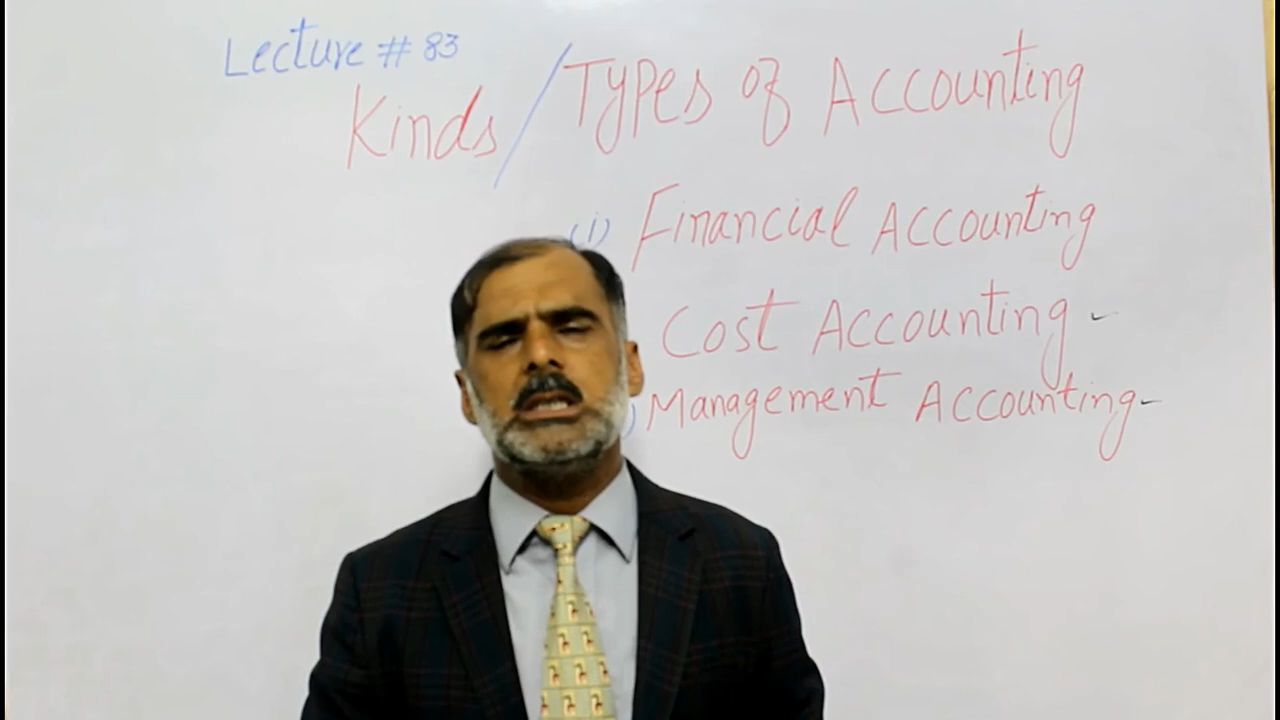 Lecture # 83
Kinds / Types of Accounting
(i) Financial Accounting
Cost Accounting -
) Management Accounting -